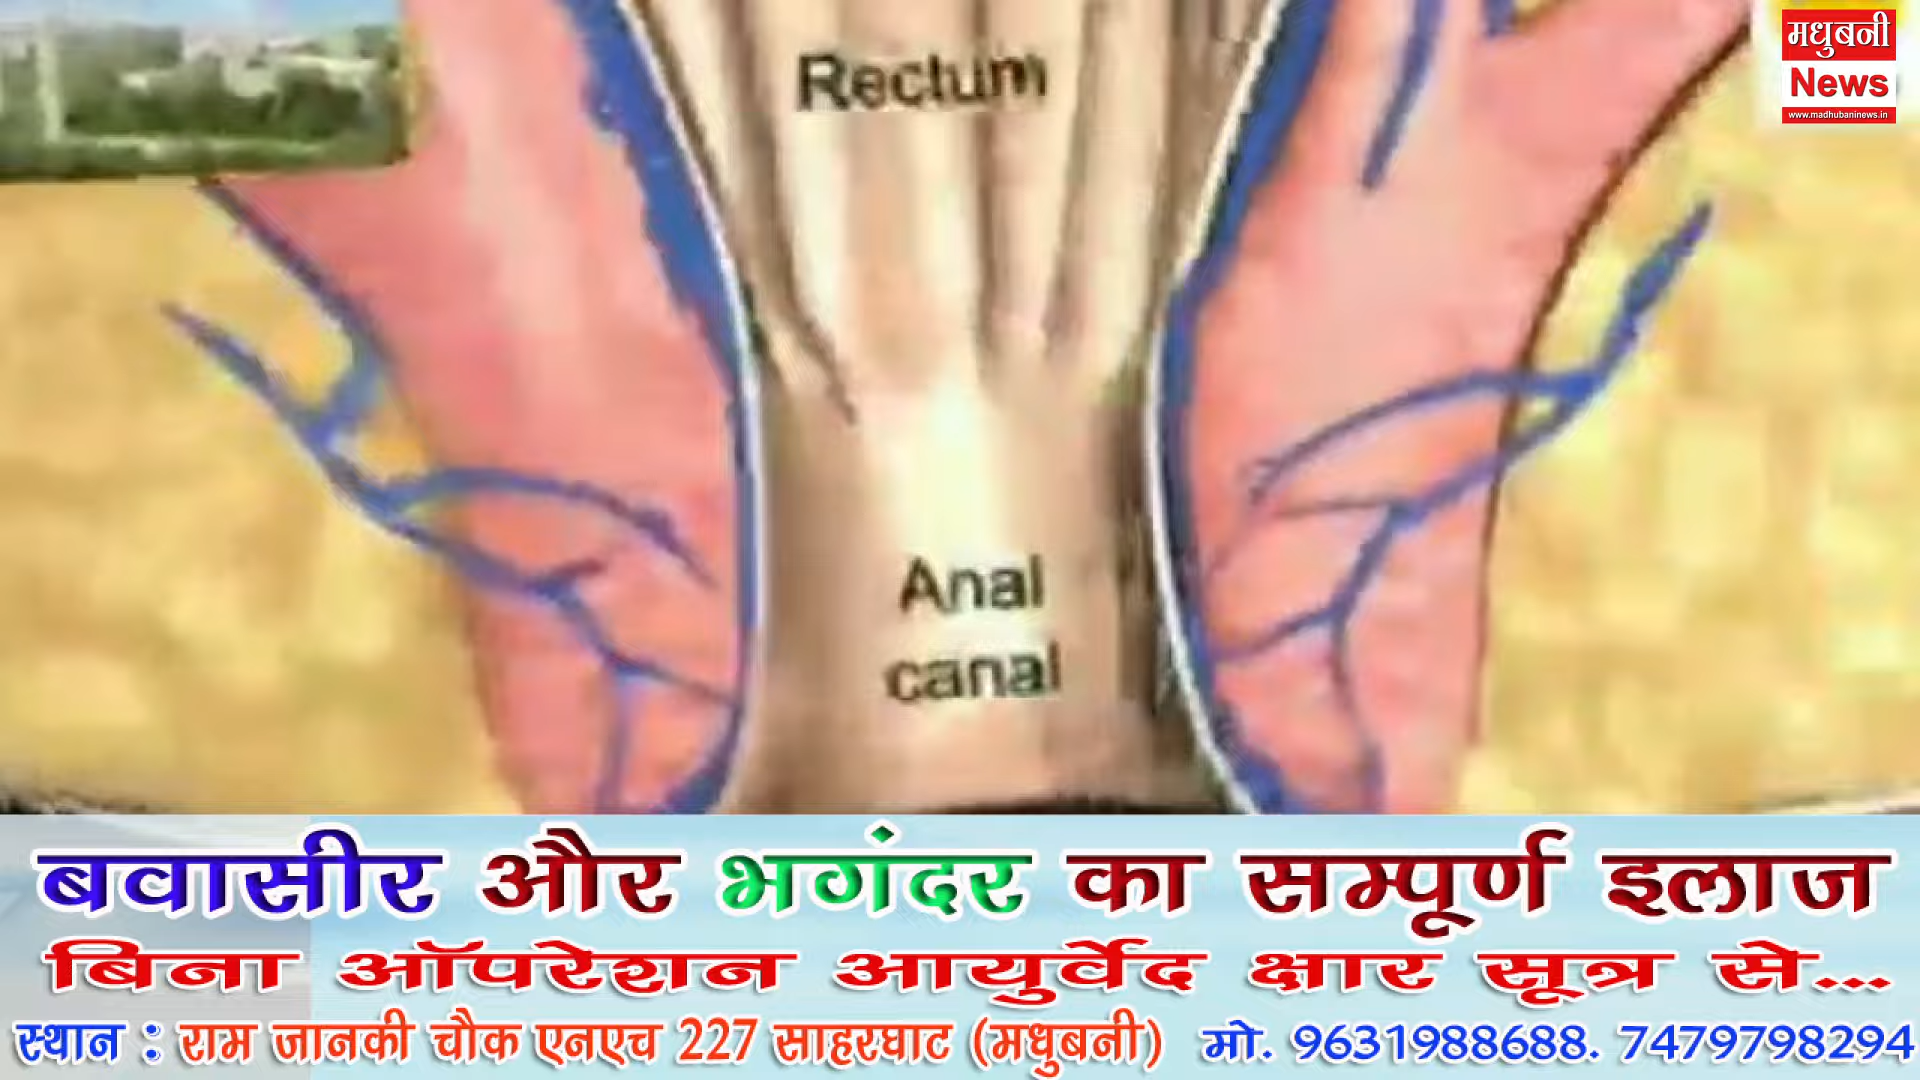 मधुबनी
News
www.madhubaninews.in
Rectum
Anal
canal
बवासीर और भगंदर का सम्पूर्ण इलाज
बिना ऑपरेशन आयुर्वेद क्षार सूत्र से...
स्थान : राम जानकी चौक एनएच 227 साहरघाट (मधुबनी) मो. 9631988688. 7479798294